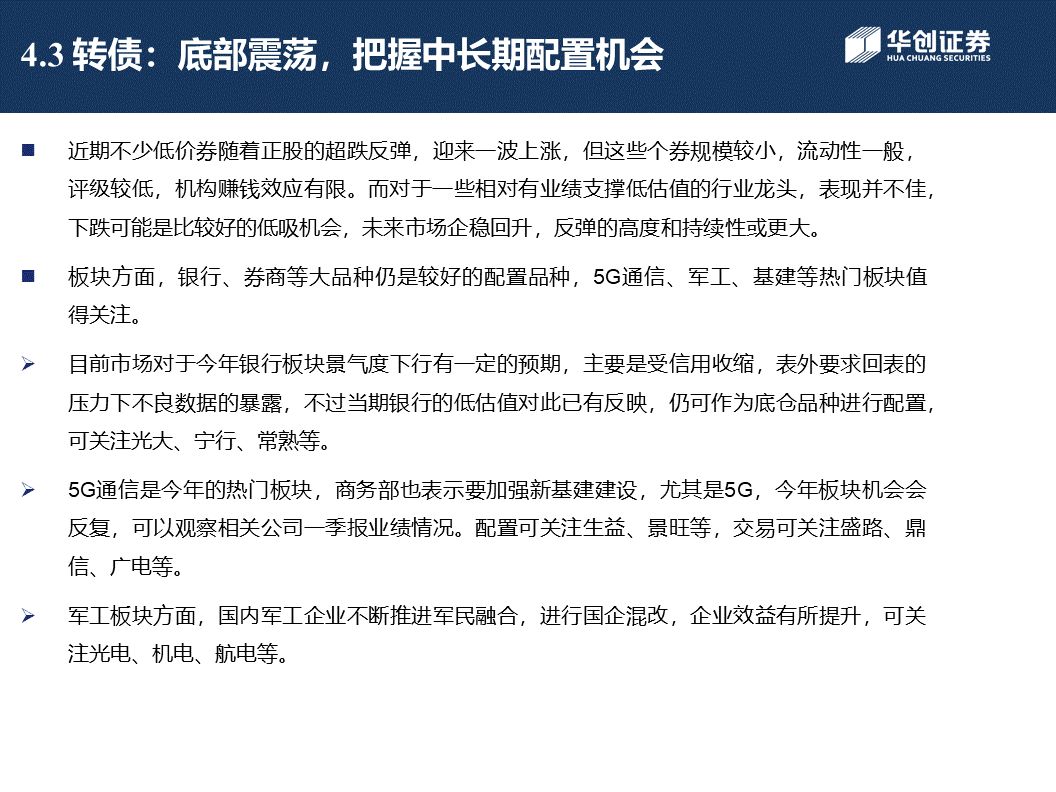 4.3 转债：底部震荡，把握中长期配置机会
华创证券
HUA CHUANG SECURITIES
■ 近期不少低价券随着正股的超跌反弹，迎来一波上涨，但这些个券规模较小，流动性一般，
评级较低，机构赚钱效应有限。而对于一些相对有业绩支撑低估值的行业龙头，表现并不佳，
下跌可能是比较好的低吸机会，未来市场企稳回升，反弹的高度和持续性或更大。
■ 板块方面，银行、券商等大品种仍是较好的配置品种，5G通信、军工、基建等热门板块值
得关注。
➢ 目前市场对于今年银行板块景气度下行有一定的预期，主要是受信用收缩，表外要求回表的
压力下不良数据的暴露，不过当期银行的低估值对此已有反映，仍可作为底仓品种进行配置，
可关注光大、宁行、常熟等。
➢ 5G通信是今年的热门板块，商务部也表示要加强新基建建设，尤其是5G，今年板块机会会
反复，可以观察相关公司一季报业绩情况。配置可关注生益、景旺等，交易可关注盛路、鼎
信、广电等。
➢ 军工板块方面，国内军工企业不断推进军民融合，进行国企混改，企业效益有所提升，可关
注光电、机电、航电等。